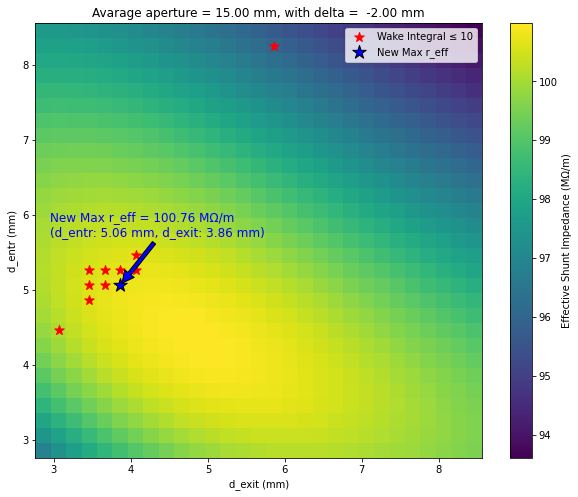 Avarage aperture = 15.00 mm, with delta =  -2.00 mm
Wake Integral ≤ 10
New Max r_eff
New Max r_eff = 100.76 MΩ/m
(d_entr: 5.06 mm, d_exit: 3.86 mm)
d_entr (mm)
8
7
6
5
4
3
3 4 5 6 7 8
d_exit (mm)
100
99
98
97
96
95
94
Effective Shunt Impedance (MΩ/m)